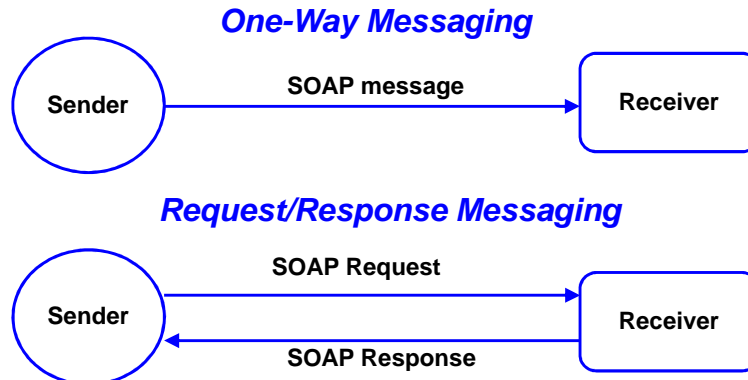 One-Way Messaging
Sender
SOAP message
Receiver
Request/Response Messaging
SOAP Request
Sender
Receiver
SOAP Response